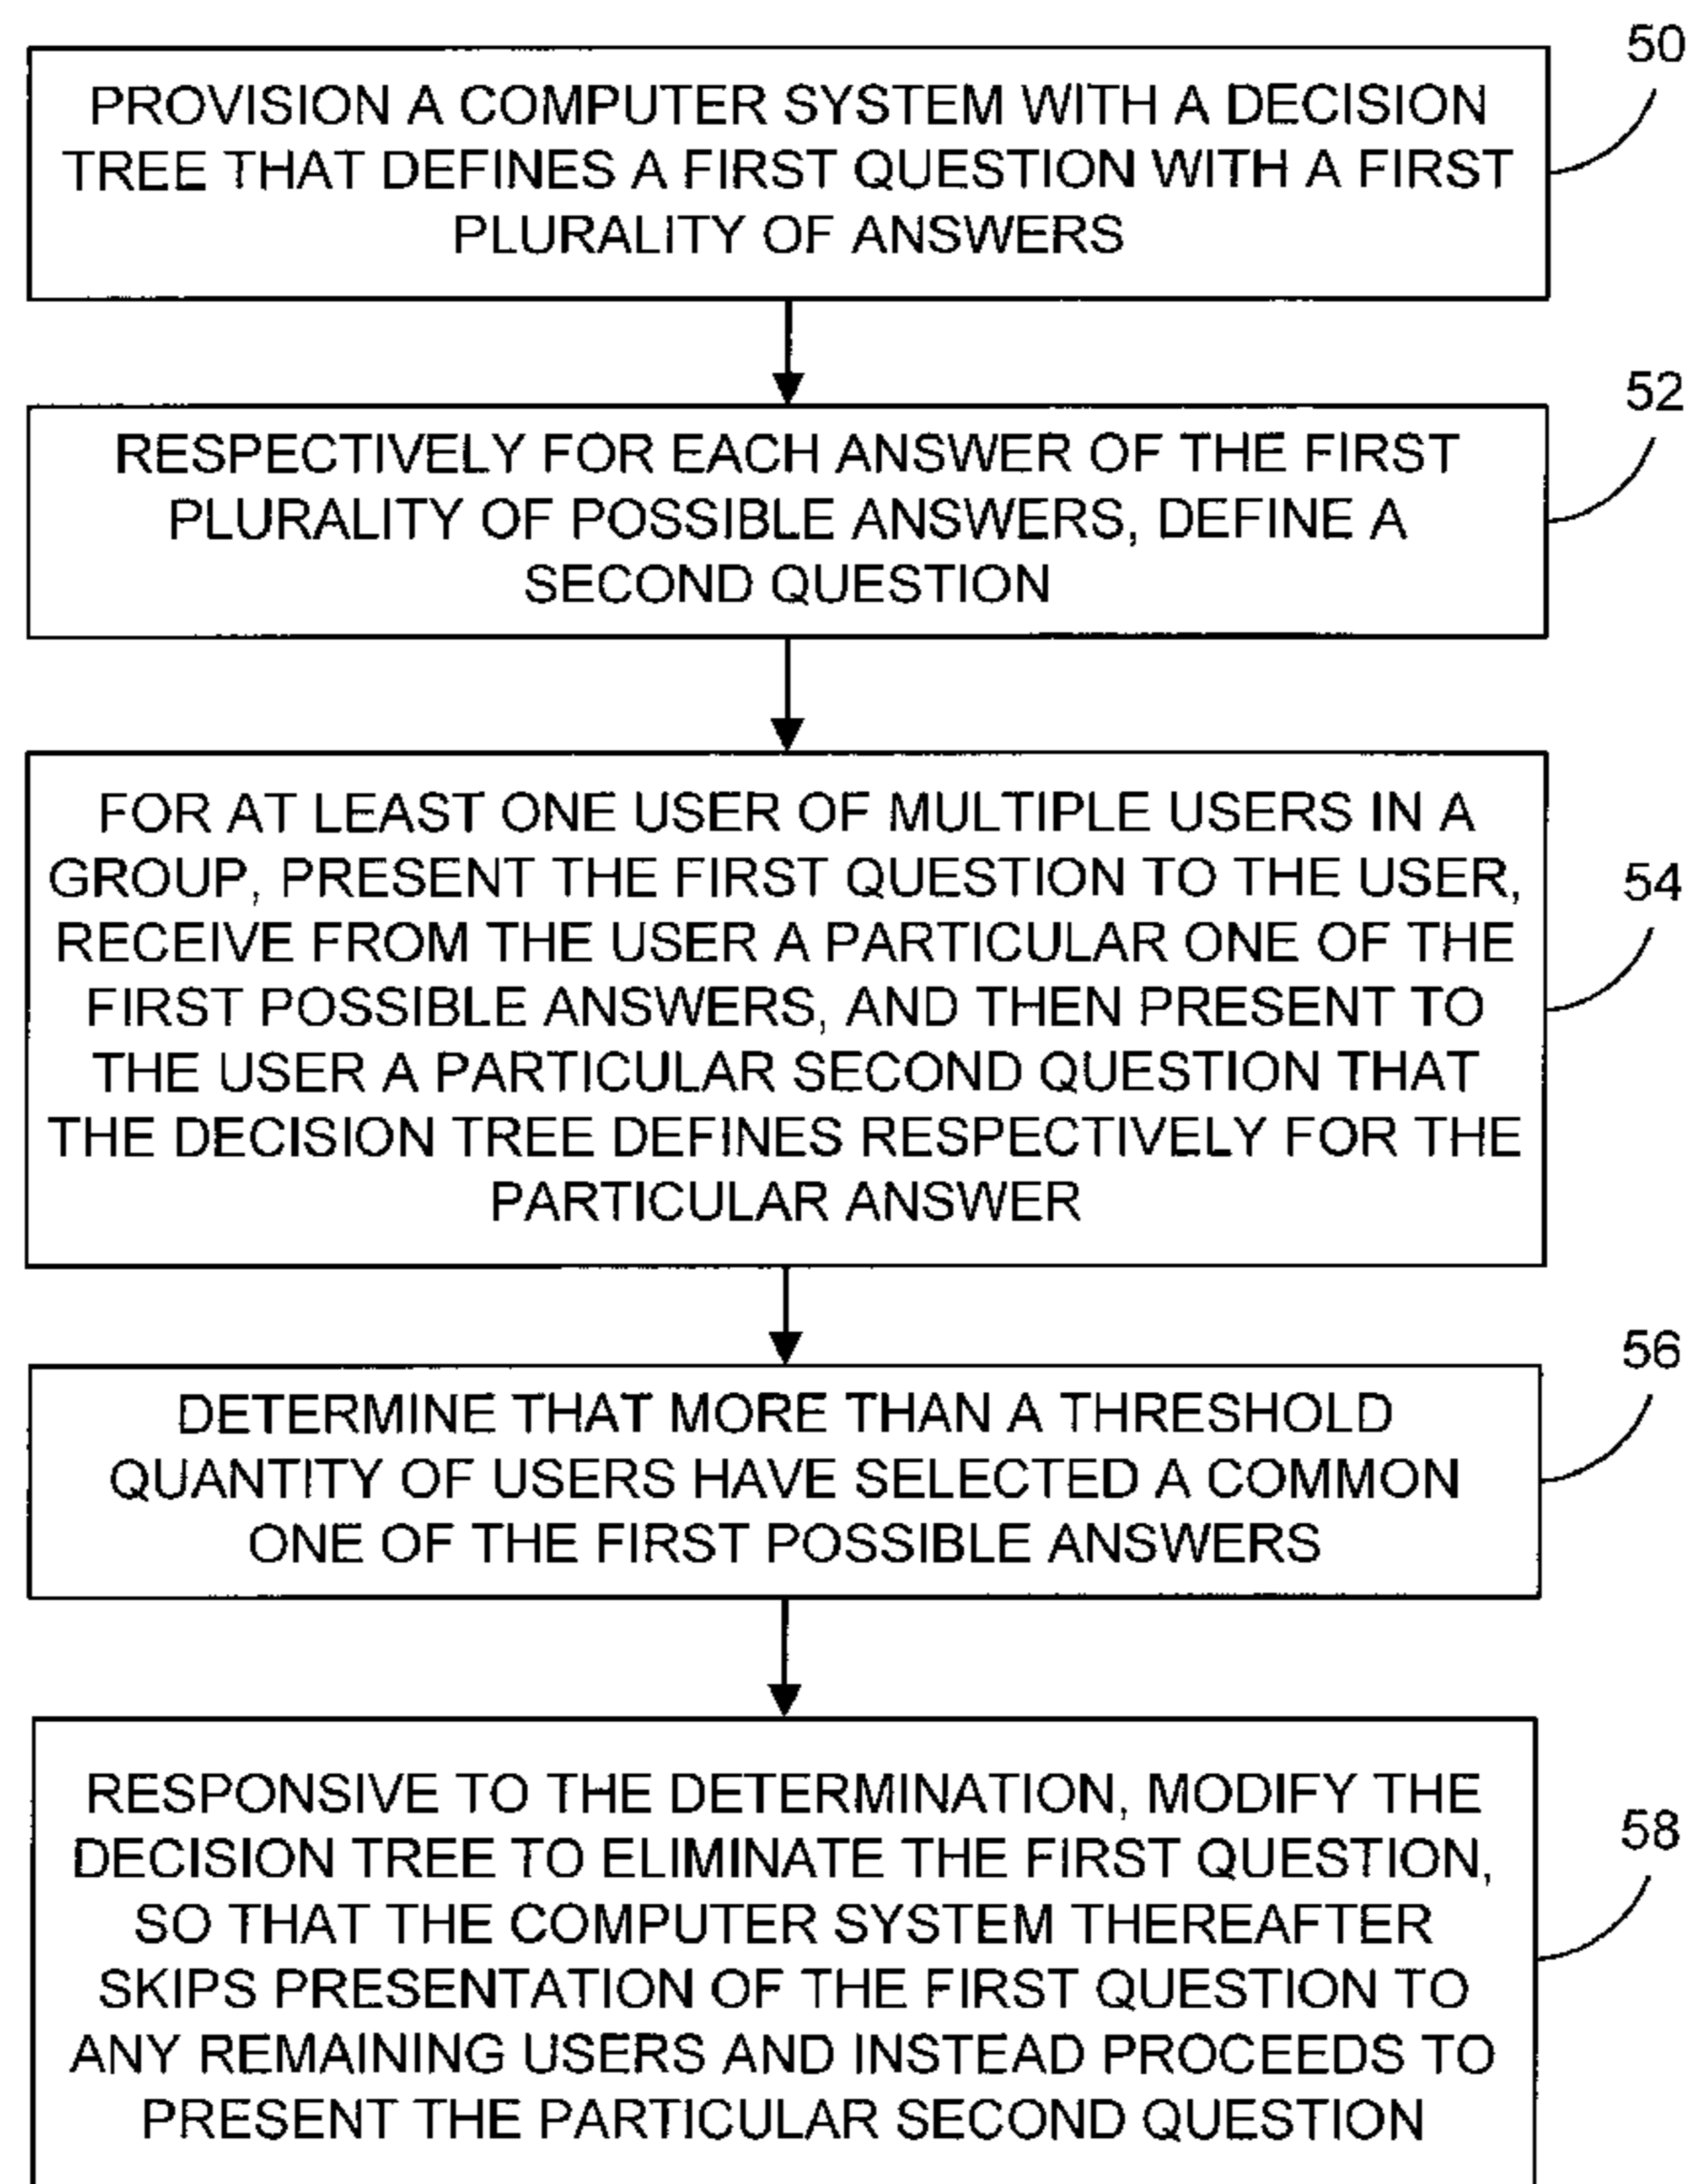 50
PROVISION A COMPUTER SYSTEM WITH A DECISION
TREE THAT DEFINES A FIRST QUESTION WITH A FIRST
PLURALITY OF ANSWERS
52
RESPECTIVELY FOR EACH ANSWER OF THE FIRST
PLURALITY OF POSSIBLE ANSWERS, DEFINE A
SECOND QUESTION
54
FOR AT LEAST ONE USER OF MULTIPLE USERS IN A
GROUP, PRESENT THE FIRST QUESTION TO THE USER,
RECEIVE FROM THE USER A PARTICULAR ONE OF THE
FIRST POSSIBLE ANSWERS, AND THEN PRESENT TO
THE USER A PARTICULAR SECOND QUESTION THAT
THE DECISION TREE DEFINES RESPECTIVELY FOR THE
PARTICULAR ANSWER
56
DETERMINE THAT MORE THAN A THRESHOLD
QUANTITY OF USERS HAVE SELECTED A COMMON
ONE OF THE FIRST POSSIBLE ANSWERS
58
RESPONSIVE TO THE DETERMINATION, MODIFY THE
DECISION TREE TO ELIMINATE THE FIRST QUESTION,
SO THAT THE COMPUTER SYSTEM THEREAFTER
SKIPS PRESENTATION OF THE FIRST QUESTION TO
ANY REMAINING USERS AND INSTEAD PROCEEDS TO
PRESENT THE PARTICULAR SECOND QUESTION